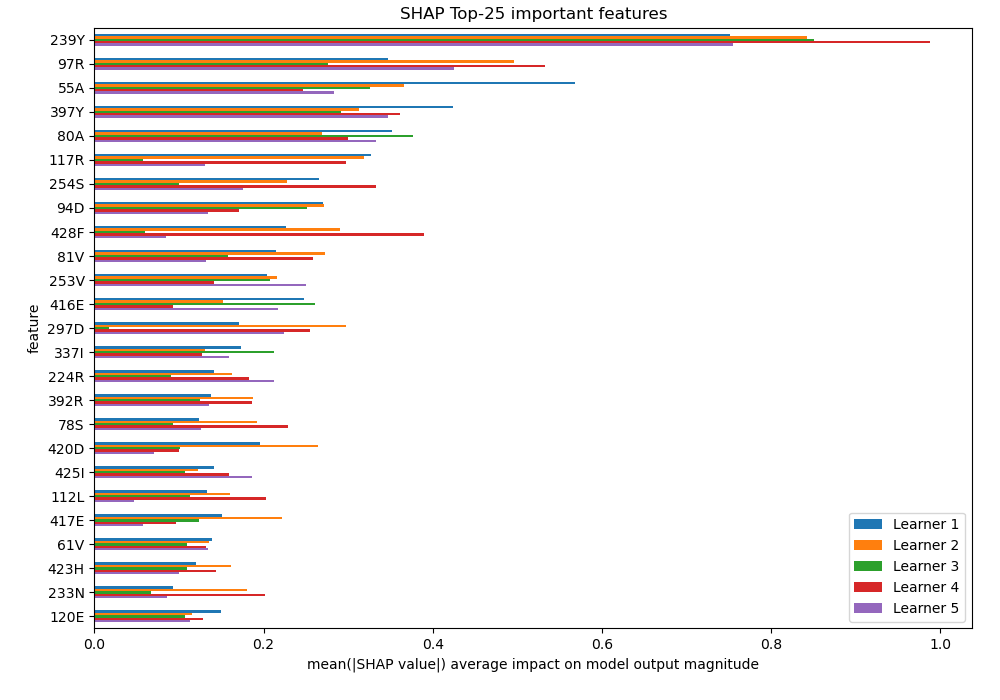 SHAP Top-25 important features
239Y
97R
55A
397Y
80A
117R
254S
94D
428F
81V
253V
416E
297D
337I
224R
392R
78S
420D
425I
112L
417E
61V
423H
233N
120E
feature
Learner 1
Learner 2
Learner 3
Learner 4
Learner 5
0.0 0.2 0.4 0.6 0.8 1.0
mean(|SHAP value|) average impact on model output magnitude